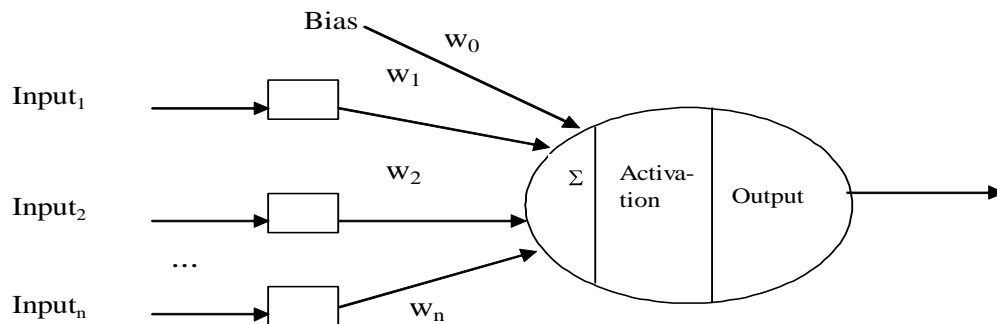 Bias
w₀
w₁
Input₁
w₂
Σ
Activa-
tion
Output
Input₂
...
Inputₙ
wₙ